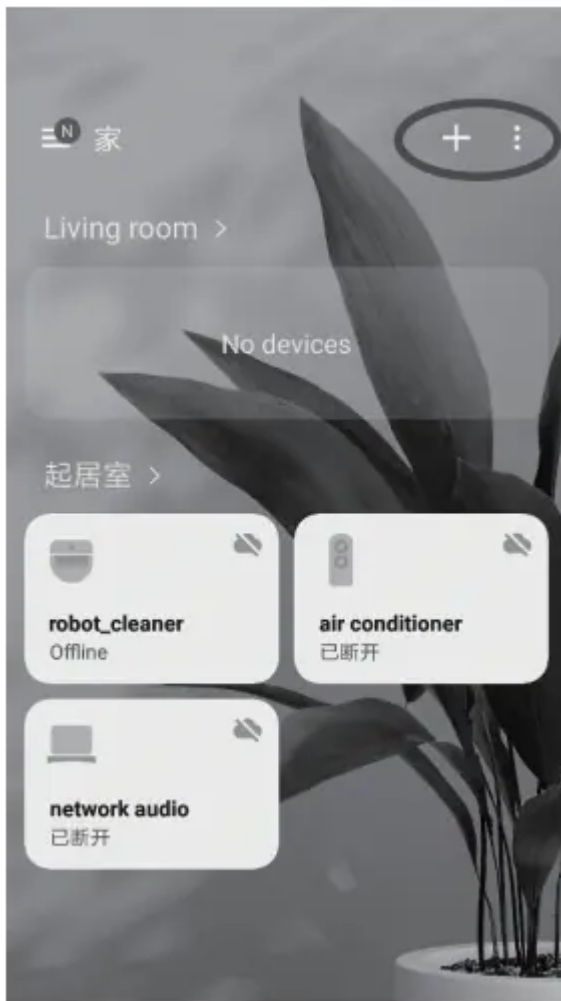 N
家
Living room
No devices
起居室
robot_cleaner
Offline
air conditioner
已断开
network audio
已断开